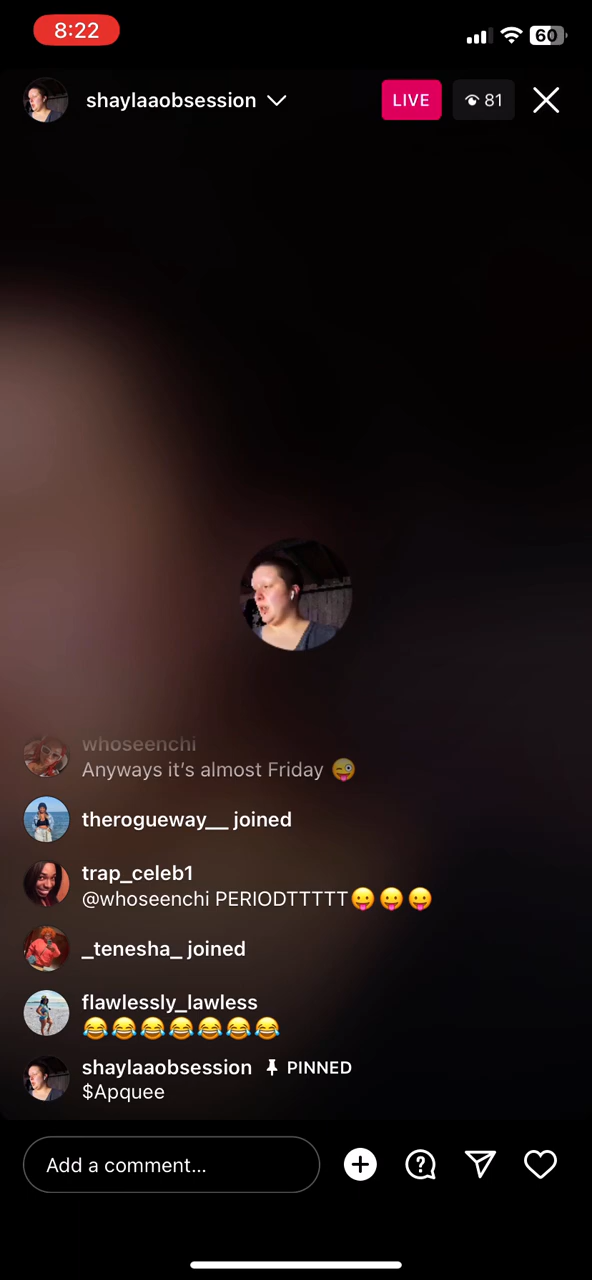 8:22
60
shaylaaobsession
LIVE
81
whoseenchi
Anyways it’s almost Friday 😜
therogueway__ joined
trap_celeb1
@whoseenchi PERIODTTTTT😛😛😛
_tenesha_ joined
flawlessly_lawless
😂😂😂😂😂😂😂
shaylaaobsession 📌 PINNED
$Apquee
Add a comment...